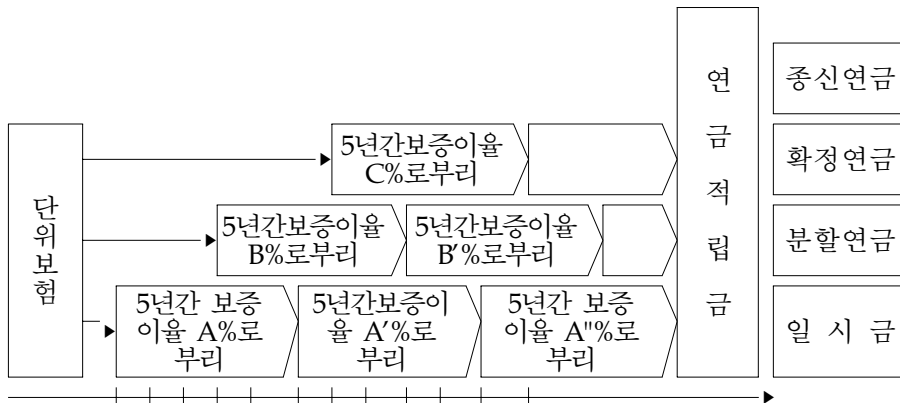 단위보험
5년간보증이율
C%로부리
5년간보증이율
B%로부리
5년간보증이율
B′%로부리
5년간 보증
이율 A%로
부리
5년간보증이
율 A′%로
부리
5년간 보증
이율 A"%로
부리
연금적립금
종신연금
확정연금
분할연금
일 시 금